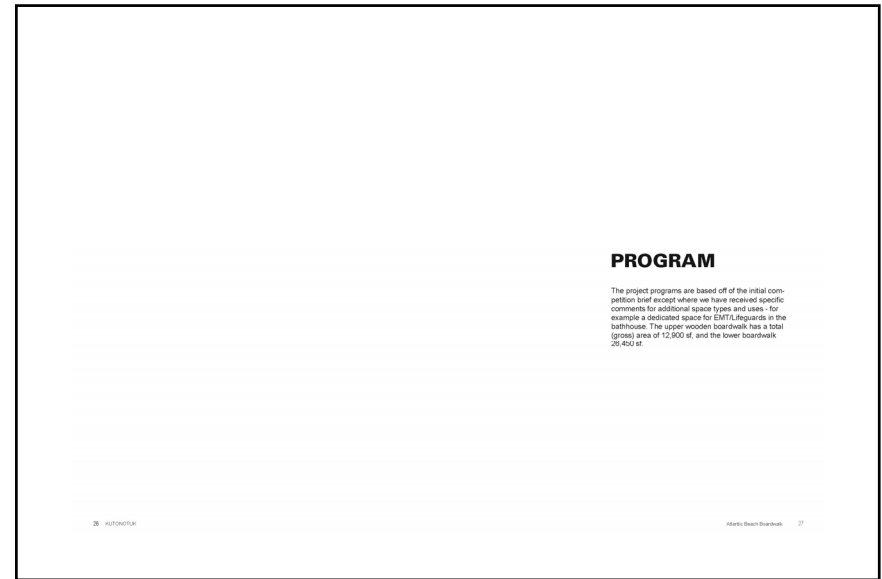 PROGRAM
The project programs are based off of the initial com-
petition brief except where we have received specific
comments for additional space types and uses - for
example a dedicated space for EMT/Lifeguards in the
bathhouse. The upper wooden boardwalk has a total
(gross) area of 12,900 sf, and the lower boardwalk
26,450 sf.
26 KUTONOTUK
Atlantic Beach Boardwalk 27